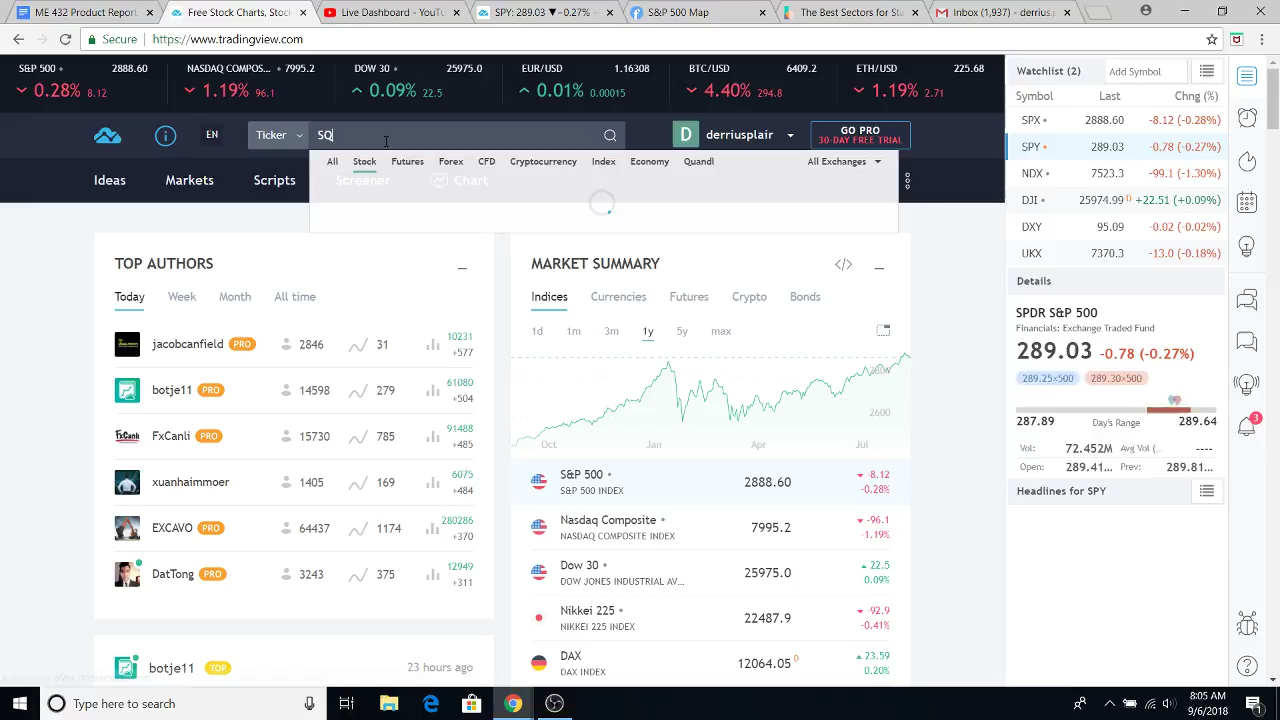 ME 432 - Product Report
Free Stock Charts, Stock
Live Dashboard - YouTu
SPY: 289.03 ▼−0.27%
S&P 500 Map
The Best Sectors for Stoc
Inbox (1,937) - derriuspl
Secure https://www.tradingview.com
S&P 500 2888.60 NASDAQ COMPOS... 7995.2 DOW 30 25975.0 EUR/USD 1.16308 BTC/USD 6409.2 ETH/USD 225.68
0.28% 8.12 1.19% 96.1 0.09% 22.5 0.01% 0.00015 4.40% 294.8 1.19% 2.71
EN Ticker SQ D derriusplair GO PRO
30-DAY FREE TRIAL
All Stock Futures Forex CFD Cryptocurrency Index Economy Quandl All Exchanges
Ideas Markets Scripts Screener Chart
TOP AUTHORS
Today Week Month All time
jacobcanfield PRO 2846 31 10231
+577
botje11 PRO 14598 279 61080
+504
FxCanli PRO 15730 785 91488
+485
xuanhaimmoer 1405 169 6075
+484
EXCAVO PRO 64437 1174 280286
+370
DatTong PRO 3243 375 12949
+311
botje11 TOP 23 hours ago
MARKET SUMMARY
Indices Currencies Futures Crypto Bonds
1d 1m 3m 1y 5y max
2800
2600
Oct Jan Apr Jul
S&P 500 2888.60 -8.12
S&P 500 INDEX -0.28%
Nasdaq Composite 7995.2 -96.1
NASDAQ COMPOSITE INDEX -1.19%
Dow 30 25975.0 22.5
DOW JONES INDUSTRIAL AV... 0.09%
Nikkei 225 22487.9 -92.9
NIKKEI 225 INDEX -0.41%
DAX 12064.05 D 23.59
DAX INDEX 0.20%
Watchlist (2) Add Symbol
Symbol Last Chng (%)
SPX 2888.60 -8.12 (-0.28%)
SPY 289.03 -0.78 (-0.27%)
NDX 7523.3 -99.1 (-1.30%)
DJI 25974.99 D +22.51 (+0.09%)
DXY 95.09 -0.02 (-0.02%)
UKX 7370.3 -13.0 (-0.18%)
Details
SPDR S&P 500
Financials: Exchange Traded Fund
289.03 -0.78 (-0.27%)
289.25×500 289.30×500
287.89 Day's Range 289.64
Vol: 72.452M Avg Vol (... ----
Open: 289.41... Prev: 289.81...
Headlines for SPY
3
Type here to search
8:05 AM
9/6/2018